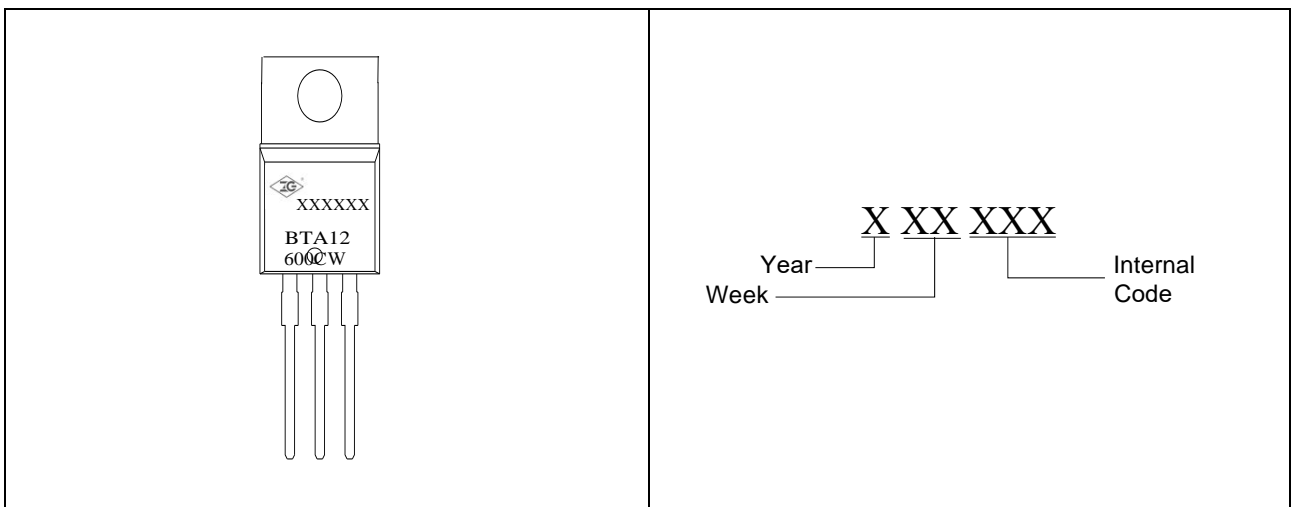 XXXXXX
BTA12
600CW
X XX XXX
Year
Week
Internal
Code